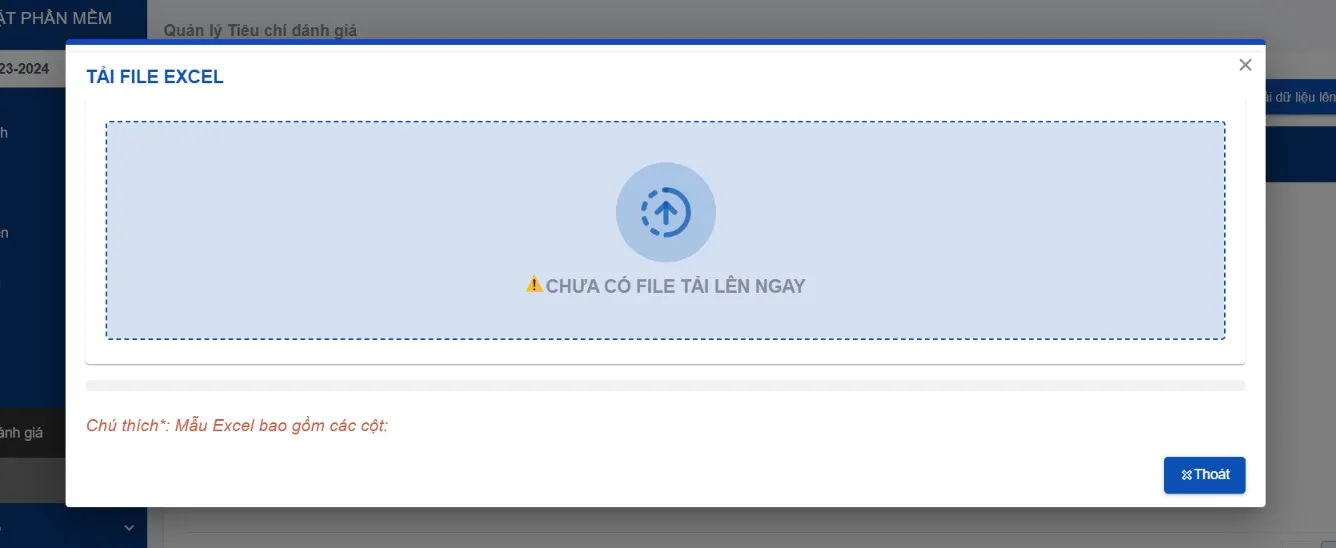 ẬT PHẦN MỀM
Quản lý Tiêu chí đánh giá
23-2024
TẢI FILE EXCEL
ải dữ liệu lên
CHƯA CÓ FILE TẢI LÊN NGAY
Chú thích*: Mẫu Excel bao gồm các cột:
ánh giá
Thoát